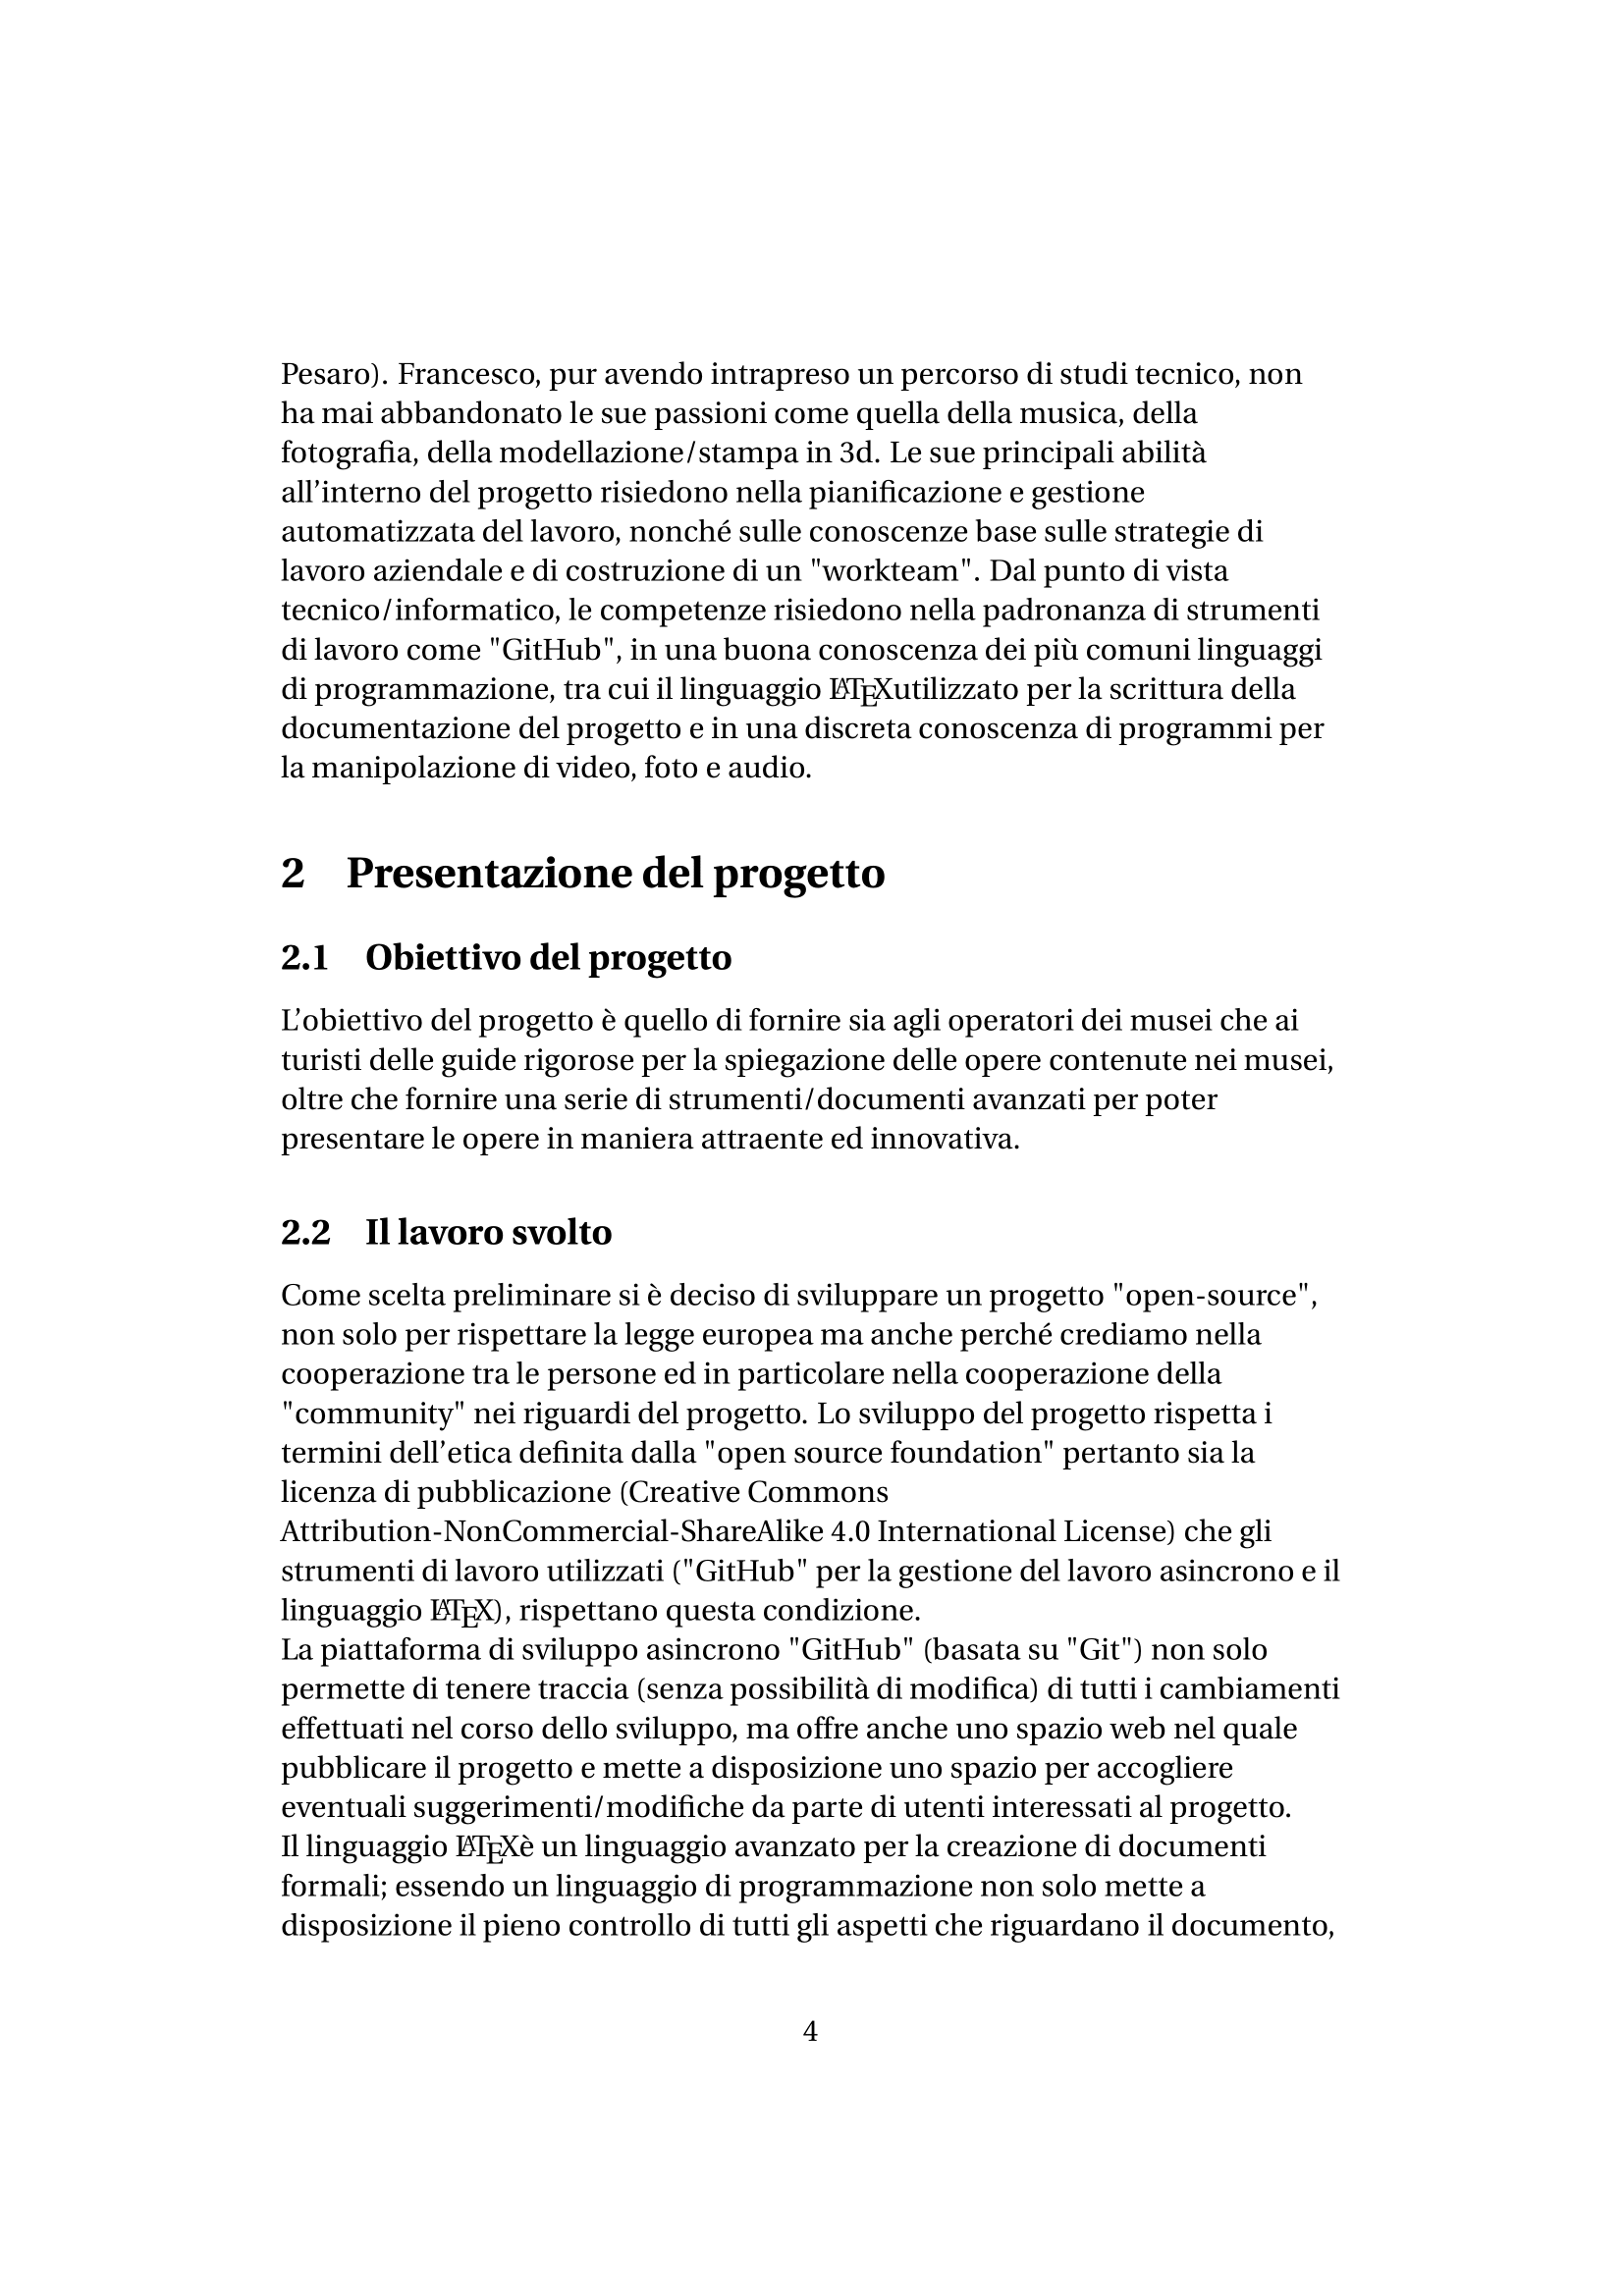 Pesaro). Francesco, pur avendo intrapreso un percorso di studi tecnico, non
ha mai abbandonato le sue passioni come quella della musica, della
fotografia, della modellazione/stampa in 3d. Le sue principali abilità
all'interno del progetto risiedono nella pianificazione e gestione
automatizzata del lavoro, nonché sulle conoscenze base sulle strategie di
lavoro aziendale e di costruzione di un "workteam". Dal punto di vista
tecnico/informatico, le competenze risiedono nella padronanza di strumenti
di lavoro come "GitHub", in una buona conoscenza dei più comuni linguaggi
di programmazione, tra cui il linguaggio LATEXutilizzato per la scrittura della
documentazione del progetto e in una discreta conoscenza di programmi per
la manipolazione di video, foto e audio.
2 Presentazione del progetto
2.1 Obiettivo del progetto
L'obiettivo del progetto è quello di fornire sia agli operatori dei musei che ai
turisti delle guide rigorose per la spiegazione delle opere contenute nei musei,
oltre che fornire una serie di strumenti/documenti avanzati per poter
presentare le opere in maniera attraente ed innovativa.
2.2 Il lavoro svolto
Come scelta preliminare si è deciso di sviluppare un progetto "open-source",
non solo per rispettare la legge europea ma anche perché crediamo nella
cooperazione tra le persone ed in particolare nella cooperazione della
"community" nei riguardi del progetto. Lo sviluppo del progetto rispetta i
termini dell'etica definita dalla "open source foundation" pertanto sia la
licenza di pubblicazione (Creative Commons
Attribution-NonCommercial-ShareAlike 4.0 International License) che gli
strumenti di lavoro utilizzati ("GitHub" per la gestione del lavoro asincrono e il
linguaggio LATEX), rispettano questa condizione.
La piattaforma di sviluppo asincrono "GitHub" (basata su "Git") non solo
permette di tenere traccia (senza possibilità di modifica) di tutti i cambiamenti
effettuati nel corso dello sviluppo, ma offre anche uno spazio web nel quale
pubblicare il progetto e mette a disposizione uno spazio per accogliere
eventuali suggerimenti/modifiche da parte di utenti interessati al progetto.
Il linguaggio LATEXè un linguaggio avanzato per la creazione di documenti
formali; essendo un linguaggio di programmazione non solo mette a
disposizione il pieno controllo di tutti gli aspetti che riguardano il documento,
4